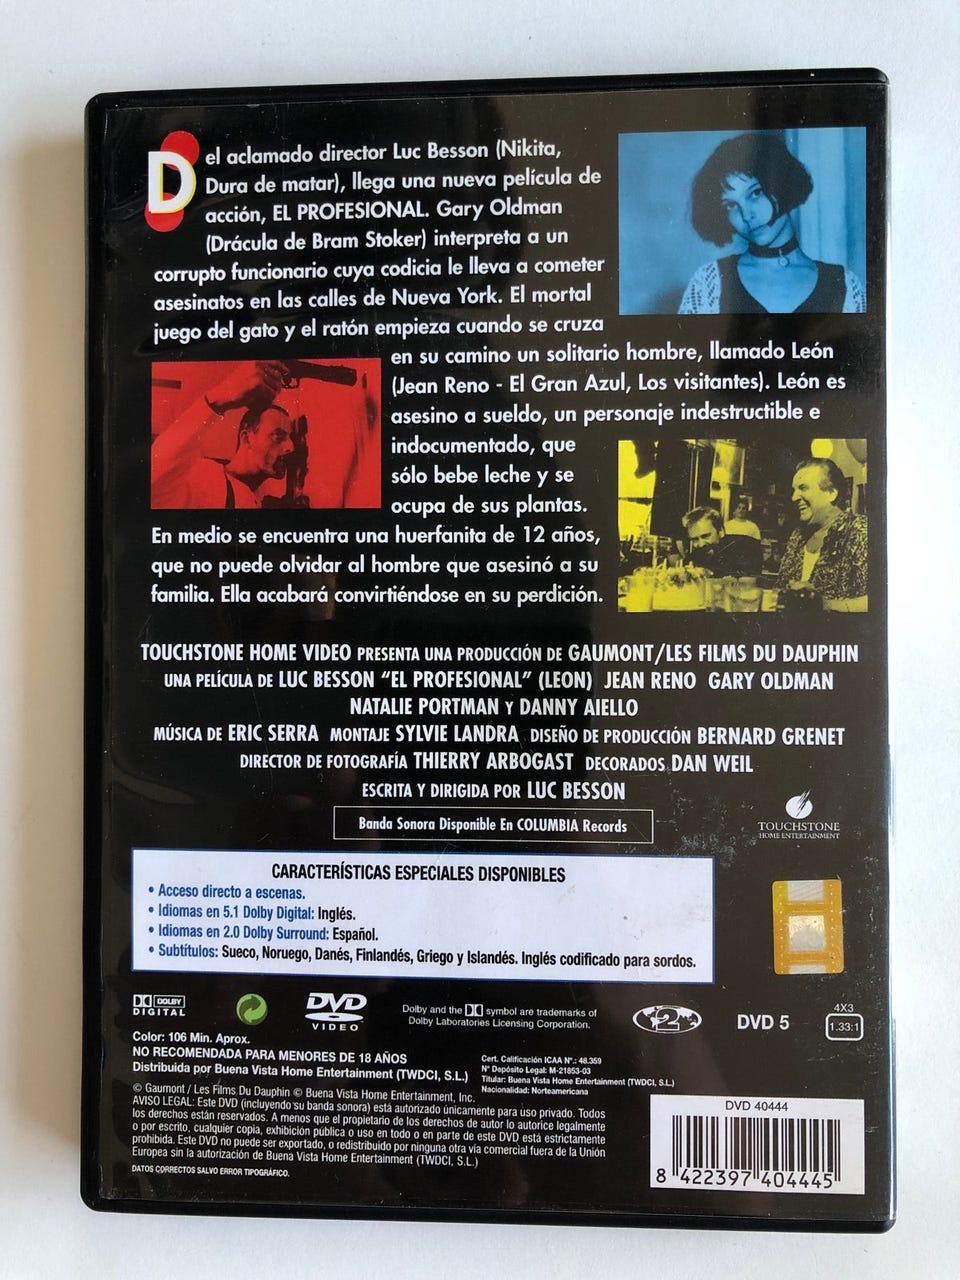 Del aclamado director Luc Besson (Nikita,
Dura de matar), llega una nueva película de
acción, EL PROFESIONAL. Gary Oldman
(Drácula de Bram Stoker) interpreta a un
corrupto funcionario cuya codicia le lleva a cometer
asesinatos en las calles de Nueva York. El mortal
juego del gato y el ratón empieza cuando se cruza
en su camino un solitario hombre, llamado León
(Jean Reno - El Gran Azul, Los visitantes). León es
asesino a sueldo, un personaje indestructible e
indocumentado, que
sólo bebe leche y se
ocupa de sus plantas.
En medio se encuentra una huerfanita de 12 años,
que no puede olvidar al hombre que asesinó a su
familia. Ella acabará convirtiéndose en su perdición.
TOUCHSTONE HOME VIDEO PRESENTA UNA PRODUCCIÓN DE GAUMONT/LES FILMS DU DAUPHIN
UNA PELÍCULA DE LUC BESSON "EL PROFESIONAL" (LEON) JEAN RENO GARY OLDMAN
NATALIE PORTMAN Y DANNY AIELLO
MÚSICA DE ERIC SERRA MONTAJE SYLVIE LANDRA DISEÑO DE PRODUCCIÓN BERNARD GRENET
DIRECTOR DE FOTOGRAFÍA THIERRY ARBOGAST DECORADOS DAN WEIL
ESCRITA Y DIRIGIDA POR LUC BESSON
Banda Sonora Disponible En COLUMBIA Records
TOUCHSTONE
HOME ENTERTAINMENT
CARACTERÍSTICAS ESPECIALES DISPONIBLES
• Acceso directo a escenas.
• Idiomas en 5.1 Dolby Digital: Inglés.
• Idiomas en 2.0 Dolby Surround: Español.
• Subtítulos: Sueco, Noruego, Danés, Finlandés, Griego y Islandés. Inglés codificado para sordos.
DOLBY
DIGITAL
DVD
VIDEO
Dolby and the DD symbol are trademarks of
Dolby Laboratories Licensing Corporation.
2
DVD 5
4X3
1.33:1
Color: 106 Min. Aprox.
NO RECOMENDADA PARA MENORES DE 18 AÑOS
Distribuida por Buena Vista Home Entertainment (TWDCI, S.L.)
Cert. Calificación ICAA Nº.: 48.359
Nº Depósito Legal: M-21853-03
Titular: Buena Vista Home Entertainment (TWDCI, S.L.)
Nacionalidad: Norteamericana
© Gaumont / Les Films Du Dauphin © Buena Vista Home Entertainment, Inc.
AVISO LEGAL: Este DVD (incluyendo su banda sonora) está autorizado únicamente para uso privado. Todos
los derechos están reservados. A menos que el propietario de los derechos de autor lo autorice legalmente
o por escrito, cualquier copia, exhibición pública o uso en todo o en parte de este DVD está estrictamente
prohibida. Este DVD no puede ser exportado, o redistribuido por ninguna otra vía comercial fuera de la Unión
Europea sin la autorización de Buena Vista Home Entertainment (TWDCI, S.L.)
DATOS CORRECTOS SALVO ERROR TIPOGRÁFICO.
DVD 40444
8 422397 404445